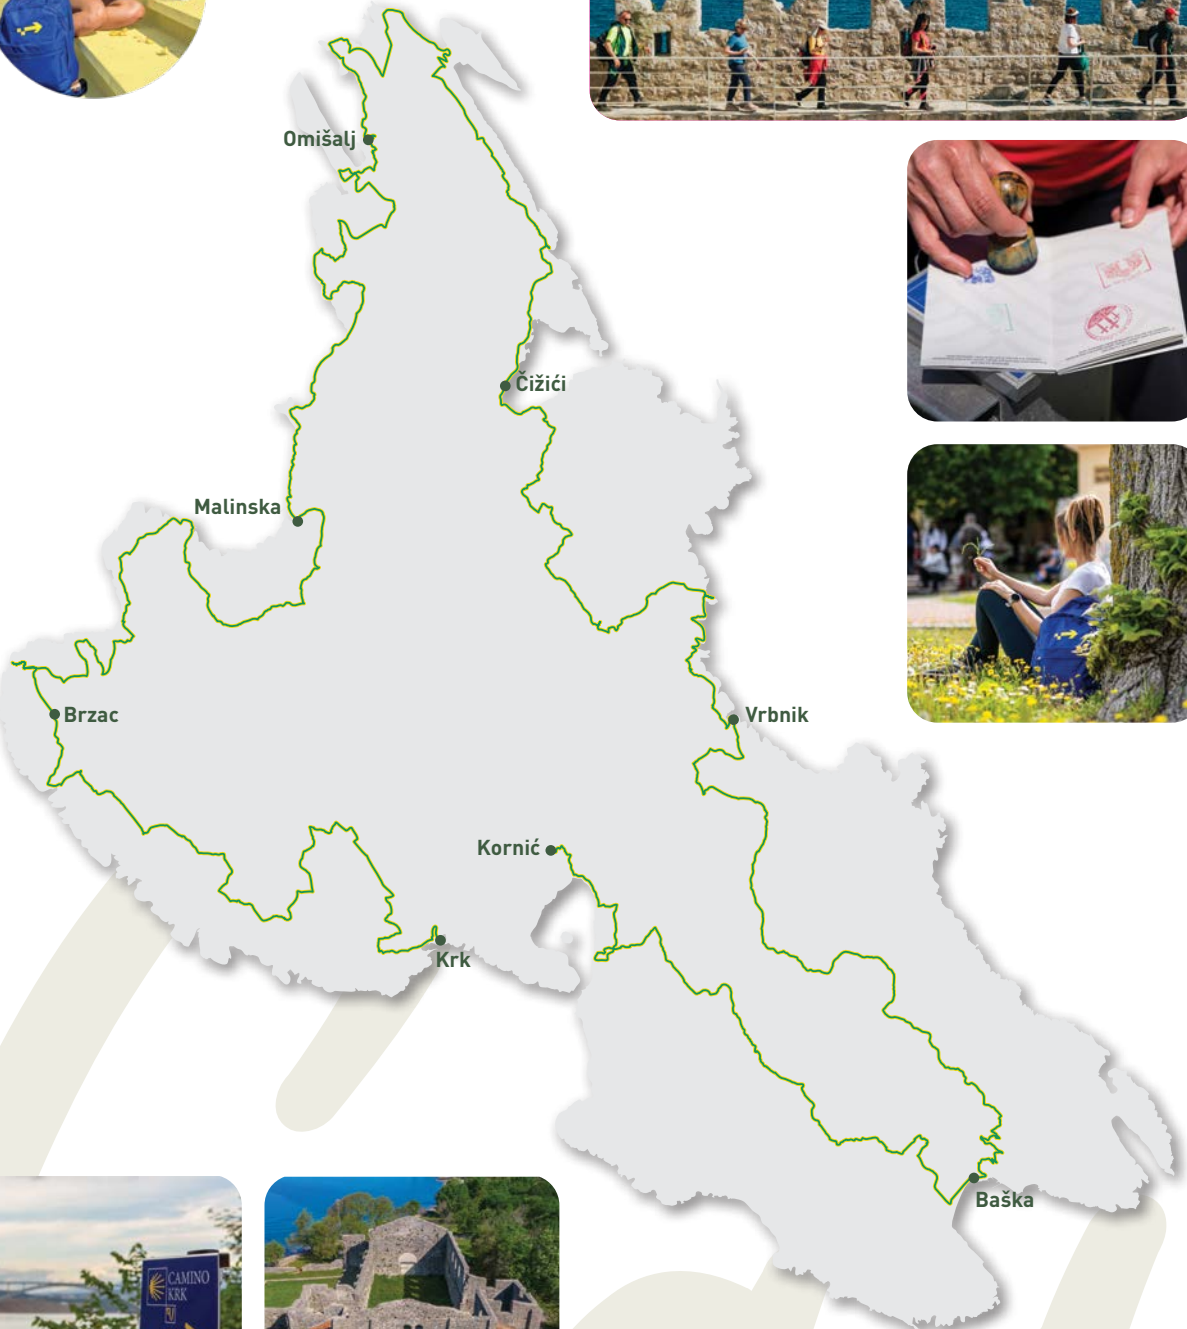 Omišalj
Čižići
Malinska
Brzac
Vrbnik
Kornić
Krk
Baška
CAMINO
KRK